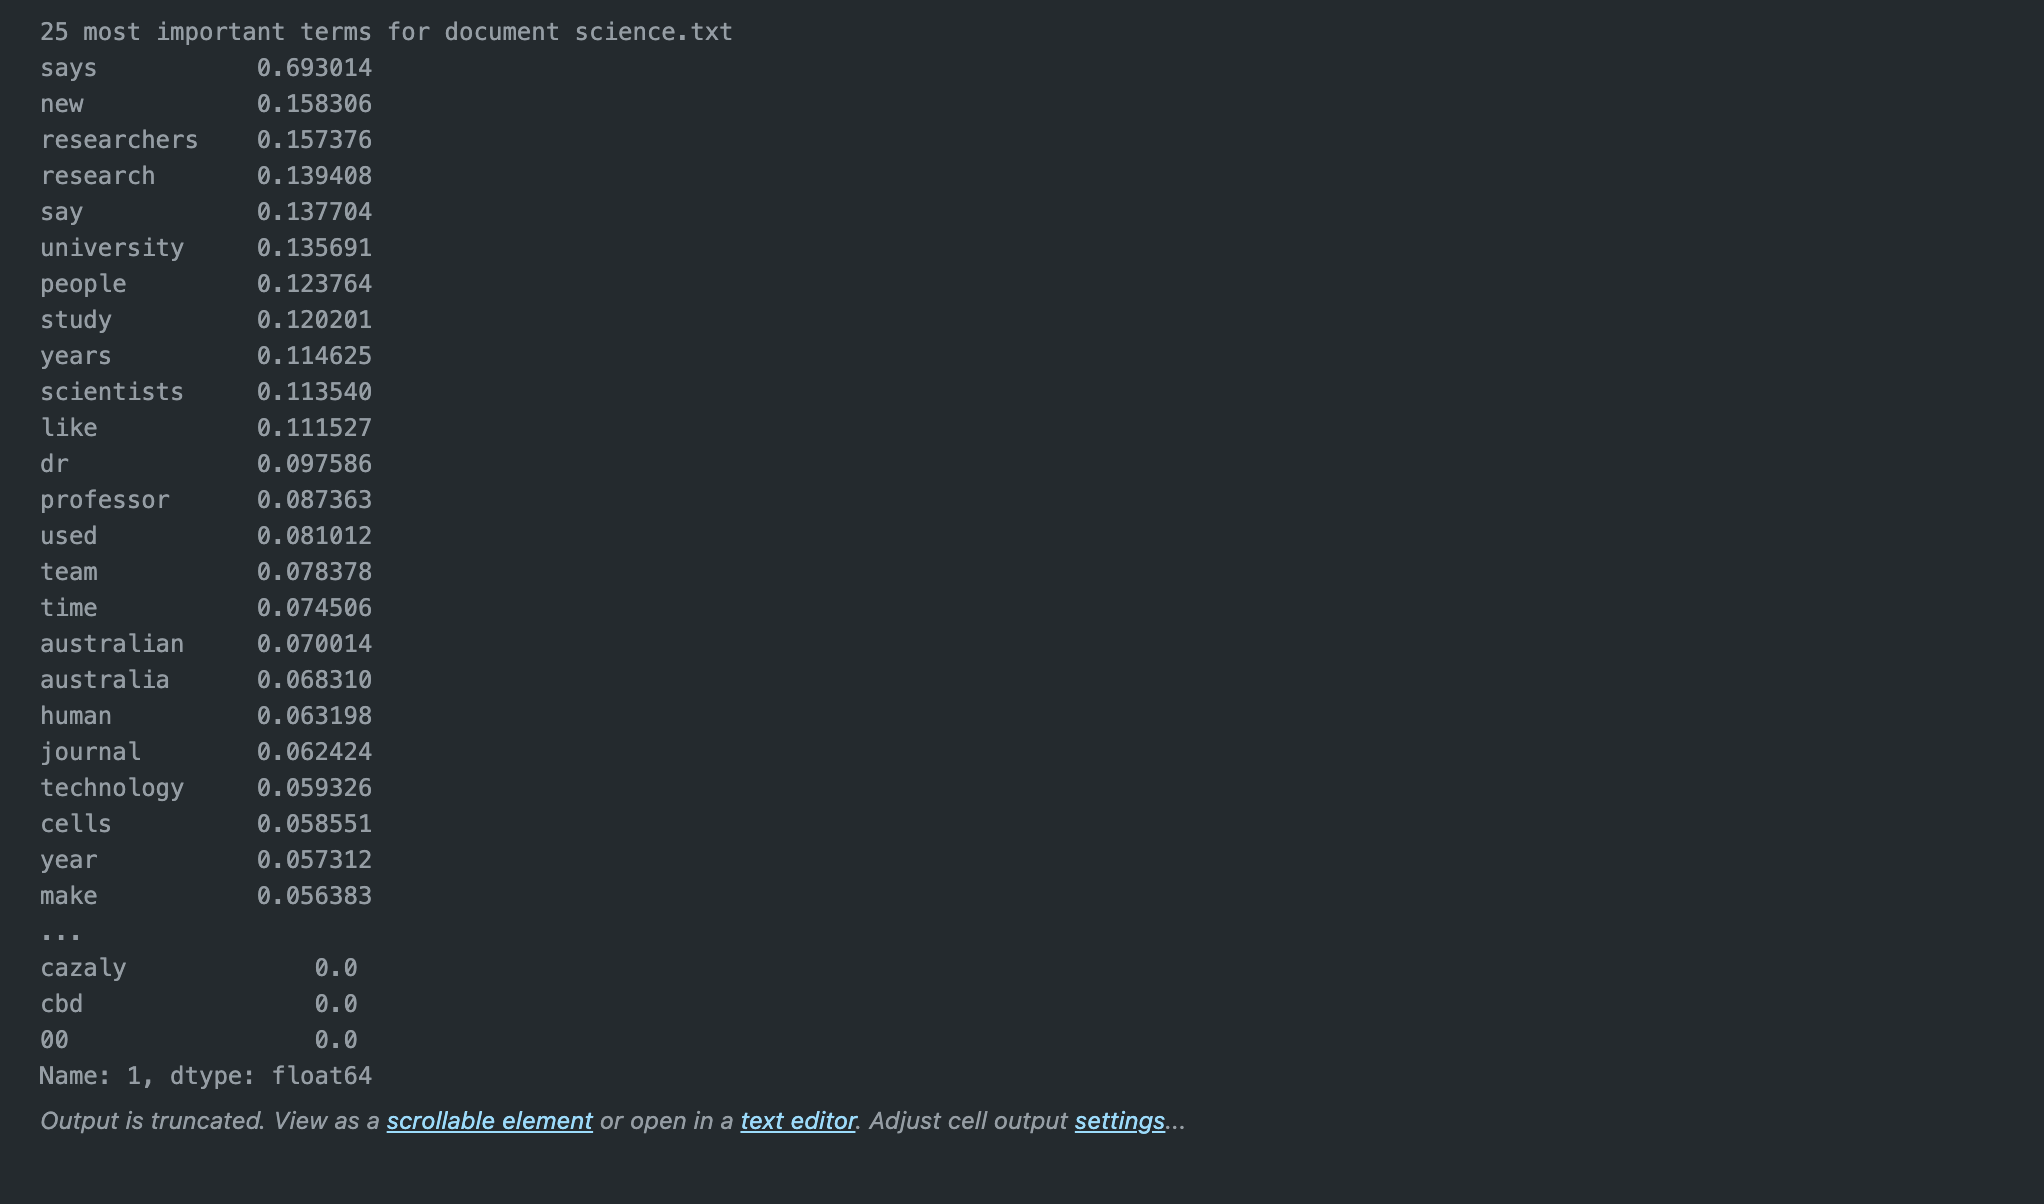 25 most important terms for document science.txt
says 0.693014
new 0.158306
researchers 0.157376
research 0.139408
say 0.137704
university 0.135691
people 0.123764
study 0.120201
years 0.114625
scientists 0.113540
like 0.111527
dr 0.097586
professor 0.087363
used 0.081012
team 0.078378
time 0.074506
australian 0.070014
australia 0.068310
human 0.063198
journal 0.062424
technology 0.059326
cells 0.058551
year 0.057312
make 0.056383
...
cazaly 0.0
cbd 0.0
00 0.0
Name: 1, dtype: float64
Output is truncated. View as a scrollable element or open in a text editor. Adjust cell output settings...